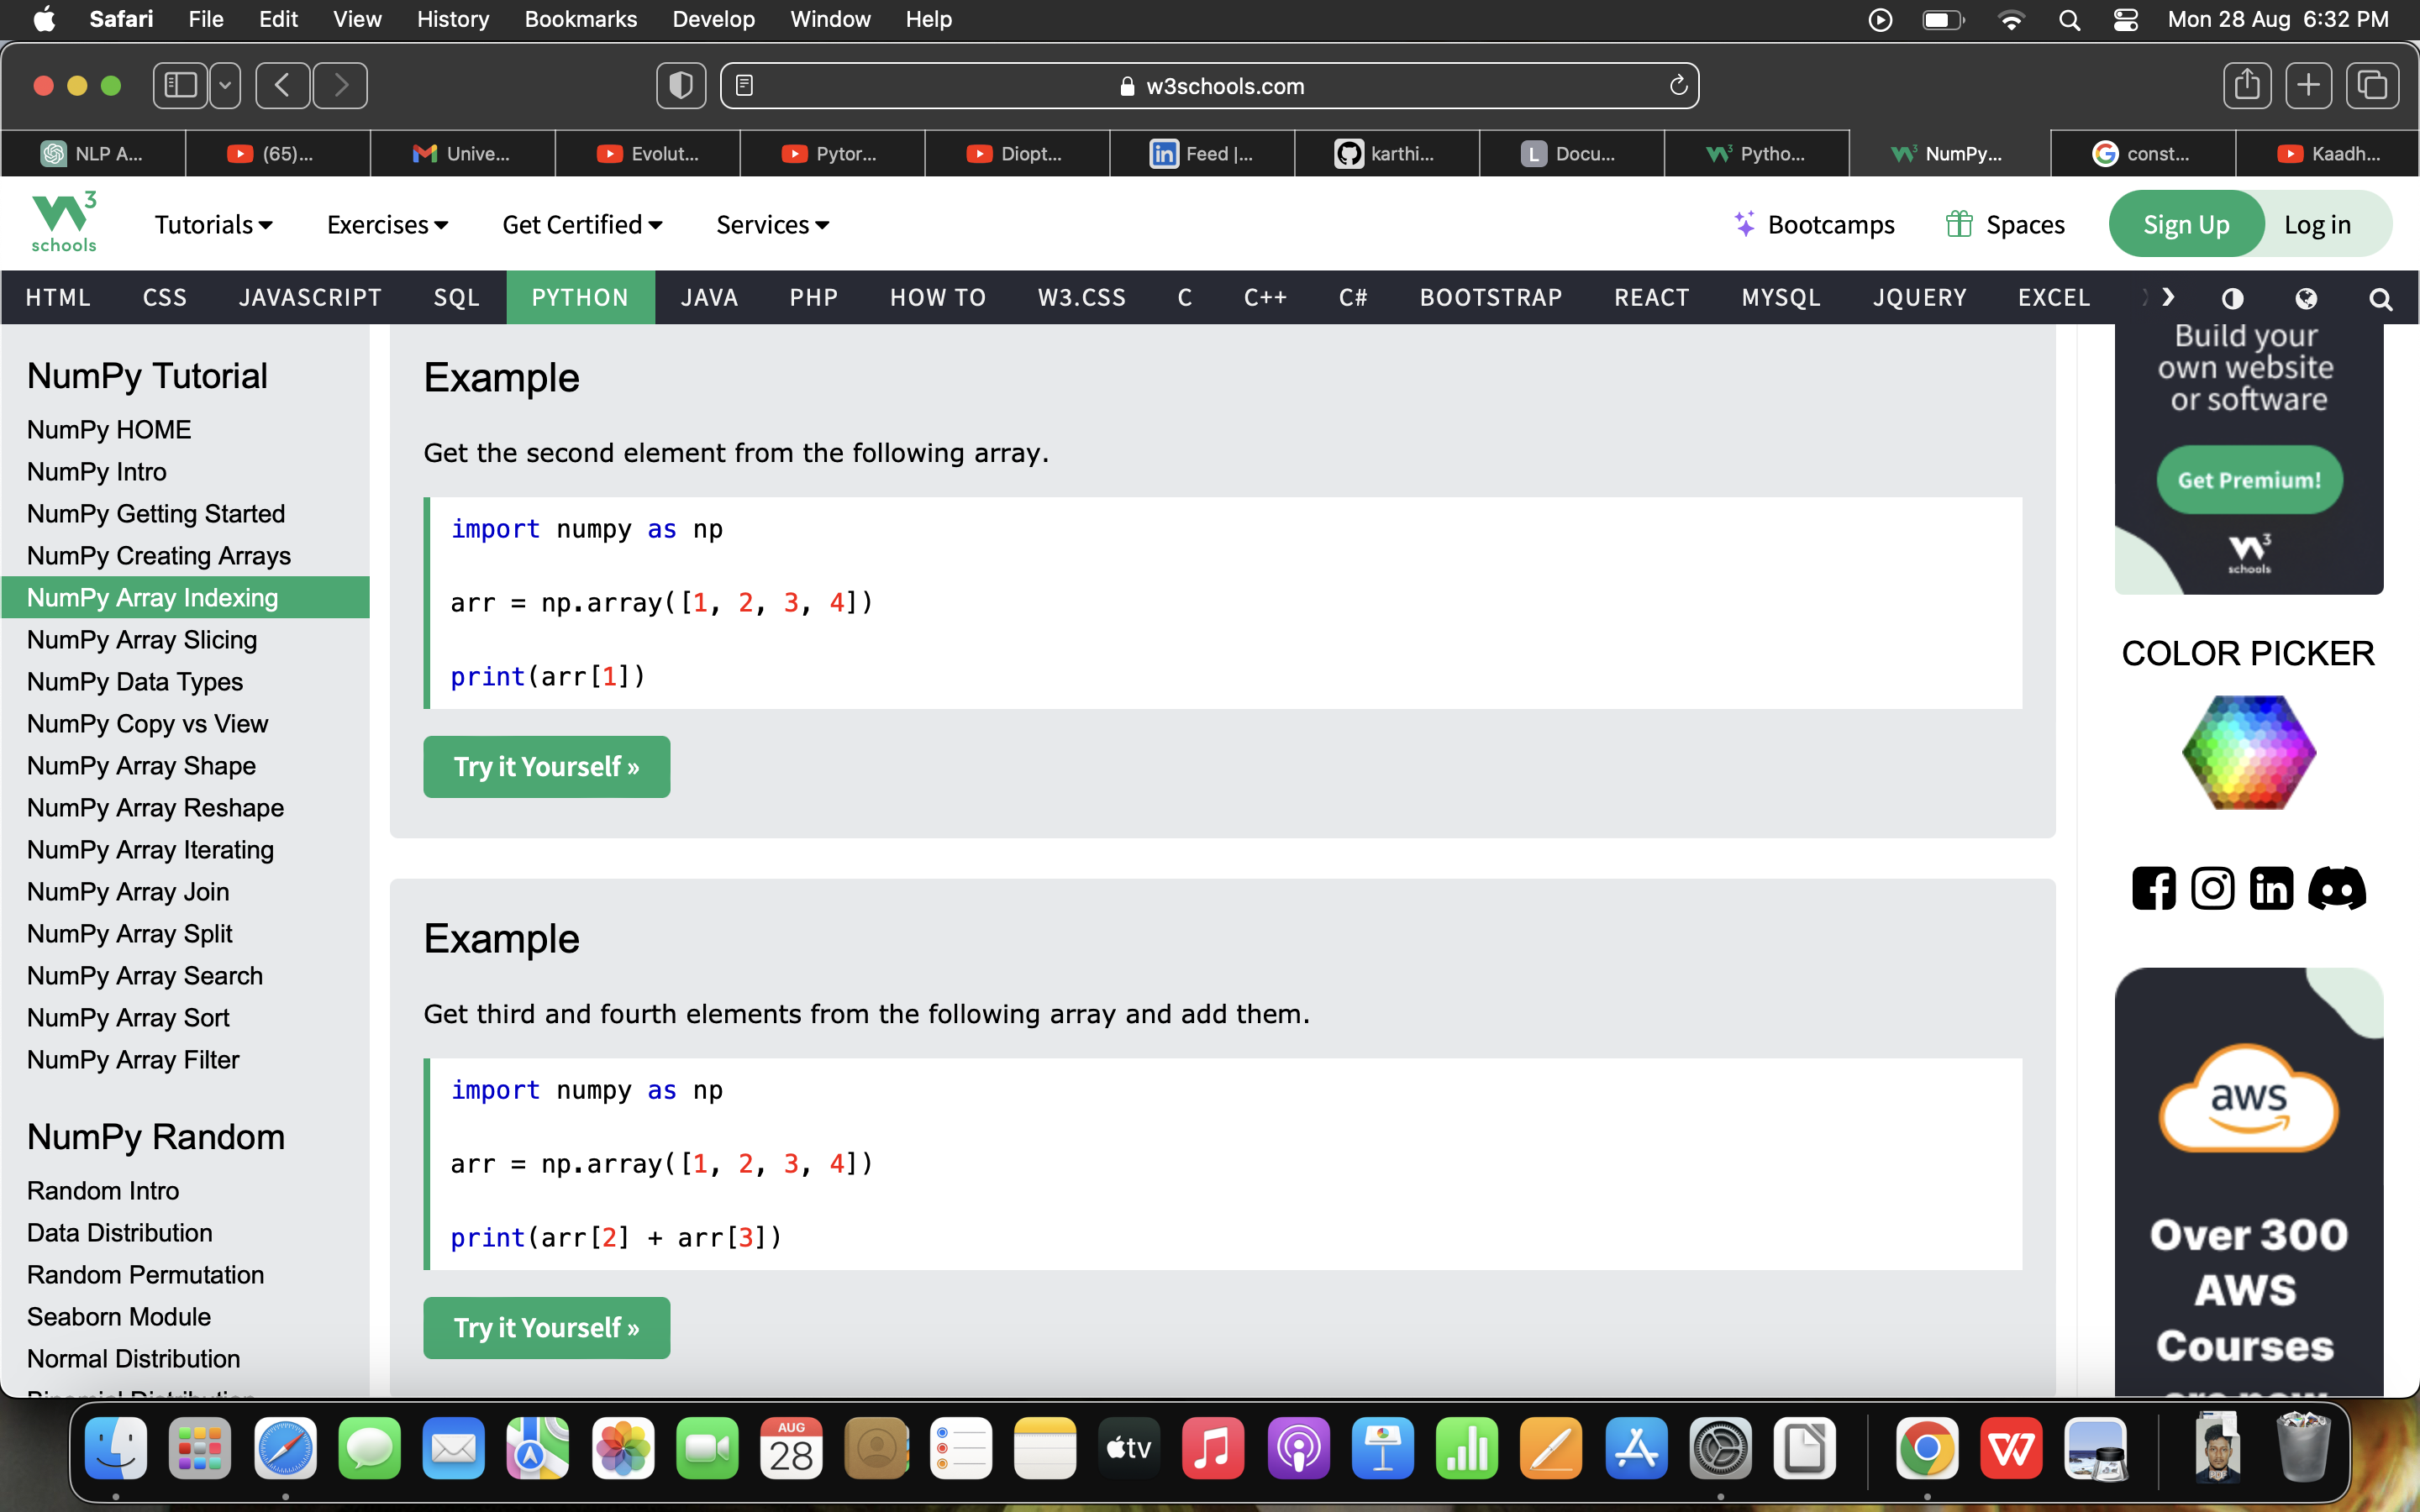 Safari File Edit View History Bookmarks Develop Window Help Mon 28 Aug 6:32 PM
w3schools.com
NLP A... (65)... Unive... Evolut... Pytor... Diopt... Feed |... karthi... L Docu... Pytho... NumPy... const... Kaadh...
W3 schools Tutorials Exercises Get Certified Services Bootcamps Spaces Sign Up Log in
HTML CSS JAVASCRIPT SQL PYTHON JAVA PHP HOW TO W3.CSS C C++ C# BOOTSTRAP REACT MYSQL JQUERY EXCEL
NumPy Tutorial
NumPy HOME
NumPy Intro
NumPy Getting Started
NumPy Creating Arrays
NumPy Array Indexing
NumPy Array Slicing
NumPy Data Types
NumPy Copy vs View
NumPy Array Shape
NumPy Array Reshape
NumPy Array Iterating
NumPy Array Join
NumPy Array Split
NumPy Array Search
NumPy Array Sort
NumPy Array Filter
NumPy Random
Random Intro
Data Distribution
Random Permutation
Seaborn Module
Normal Distribution
Example
Get the second element from the following array.
import numpy as np
arr = np.array([1, 2, 3, 4])
print(arr[1])
Try it Yourself »
Example
Get third and fourth elements from the following array and add them.
import numpy as np
arr = np.array([1, 2, 3, 4])
print(arr[2] + arr[3])
Try it Yourself »
Build your
own website
or software
Get Premium!
W3
schools
COLOR PICKER
aws
Over 300
AWS
Courses
AUG
28
tv